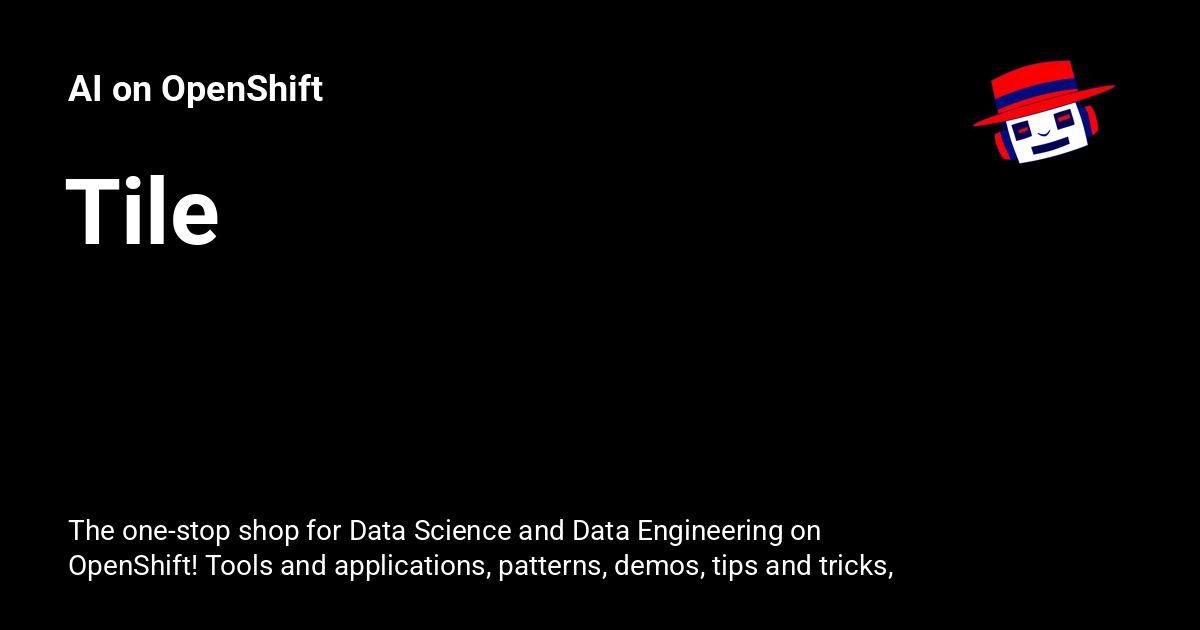 AI on OpenShift
Tile
The one-stop shop for Data Science and Data Engineering on
OpenShift! Tools and applications, patterns, demos, tips and tricks,